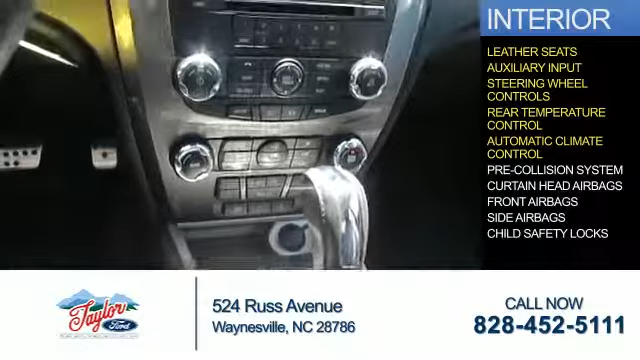 INTERIOR
LEATHER SEATS
AUXILIARY INPUT
STEERING WHEEL
CONTROLS
REAR TEMPERATURE
CONTROL
AUTOMATIC CLIMATE
CONTROL
PRE-COLLISION SYSTEM
CURTAIN HEAD AIRBAGS
FRONT AIRBAGS
SIDE AIRBAGS
CHILD SAFETY LOCKS
Taylor
Ford
524 Russ Avenue
Waynesville, NC 28786
CALL NOW
828-452-5111